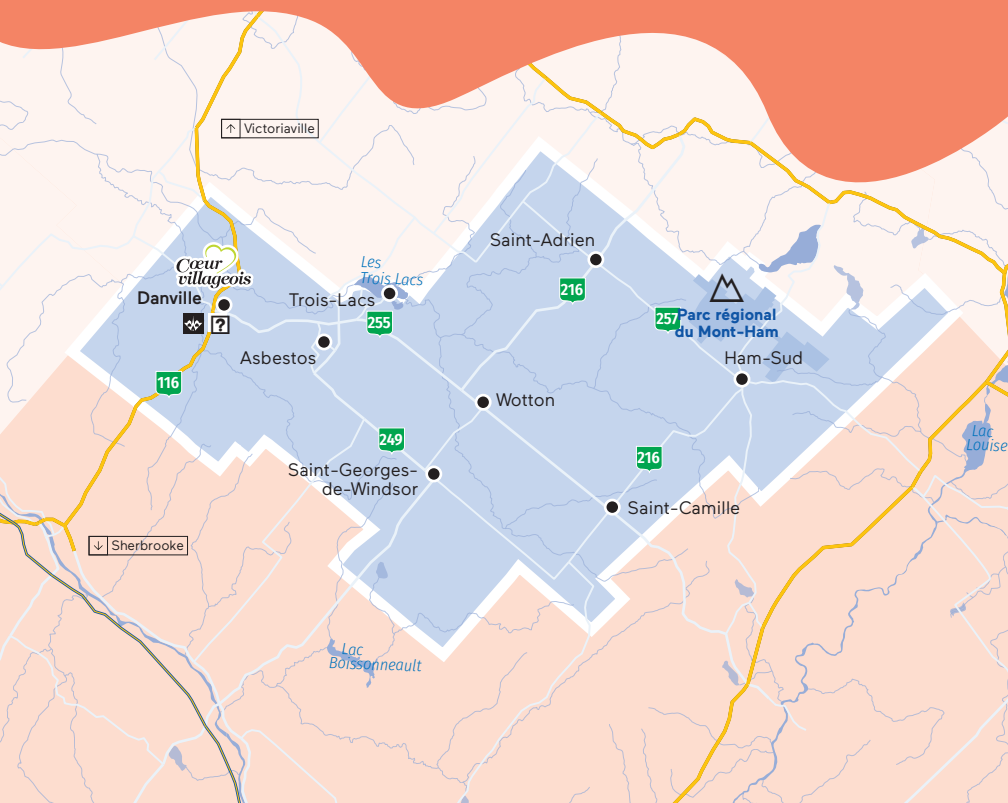 ↑ Victoriaville
Saint-Adrien
Cœur
villageois
Les
Trois Lacs
Danville
Trois-Lacs
216
?
255
257
Parc régional
du Mont-Ham
Asbestos
Ham-Sud
116
Wotton
249
216
Lac
Louise
Saint-Georges-
de-Windsor
Saint-Camille
↓ Sherbrooke
Lac
Boissonneault